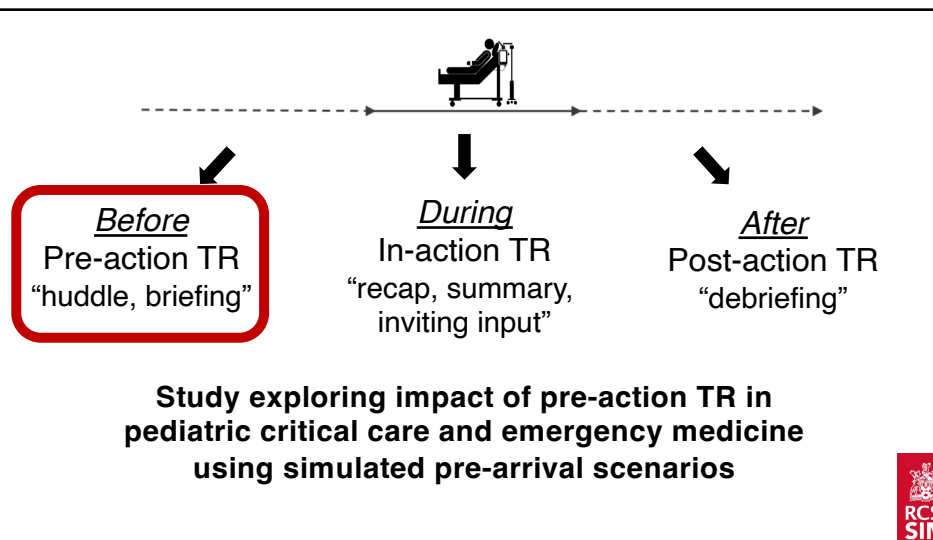 Before
Pre-action TR
“huddle, briefing”
During
In-action TR
“recap, summary,
inviting input”
After
Post-action TR
“debriefing”
Study exploring impact of pre-action TR in
pediatric critical care and emergency medicine
using simulated pre-arrival scenarios